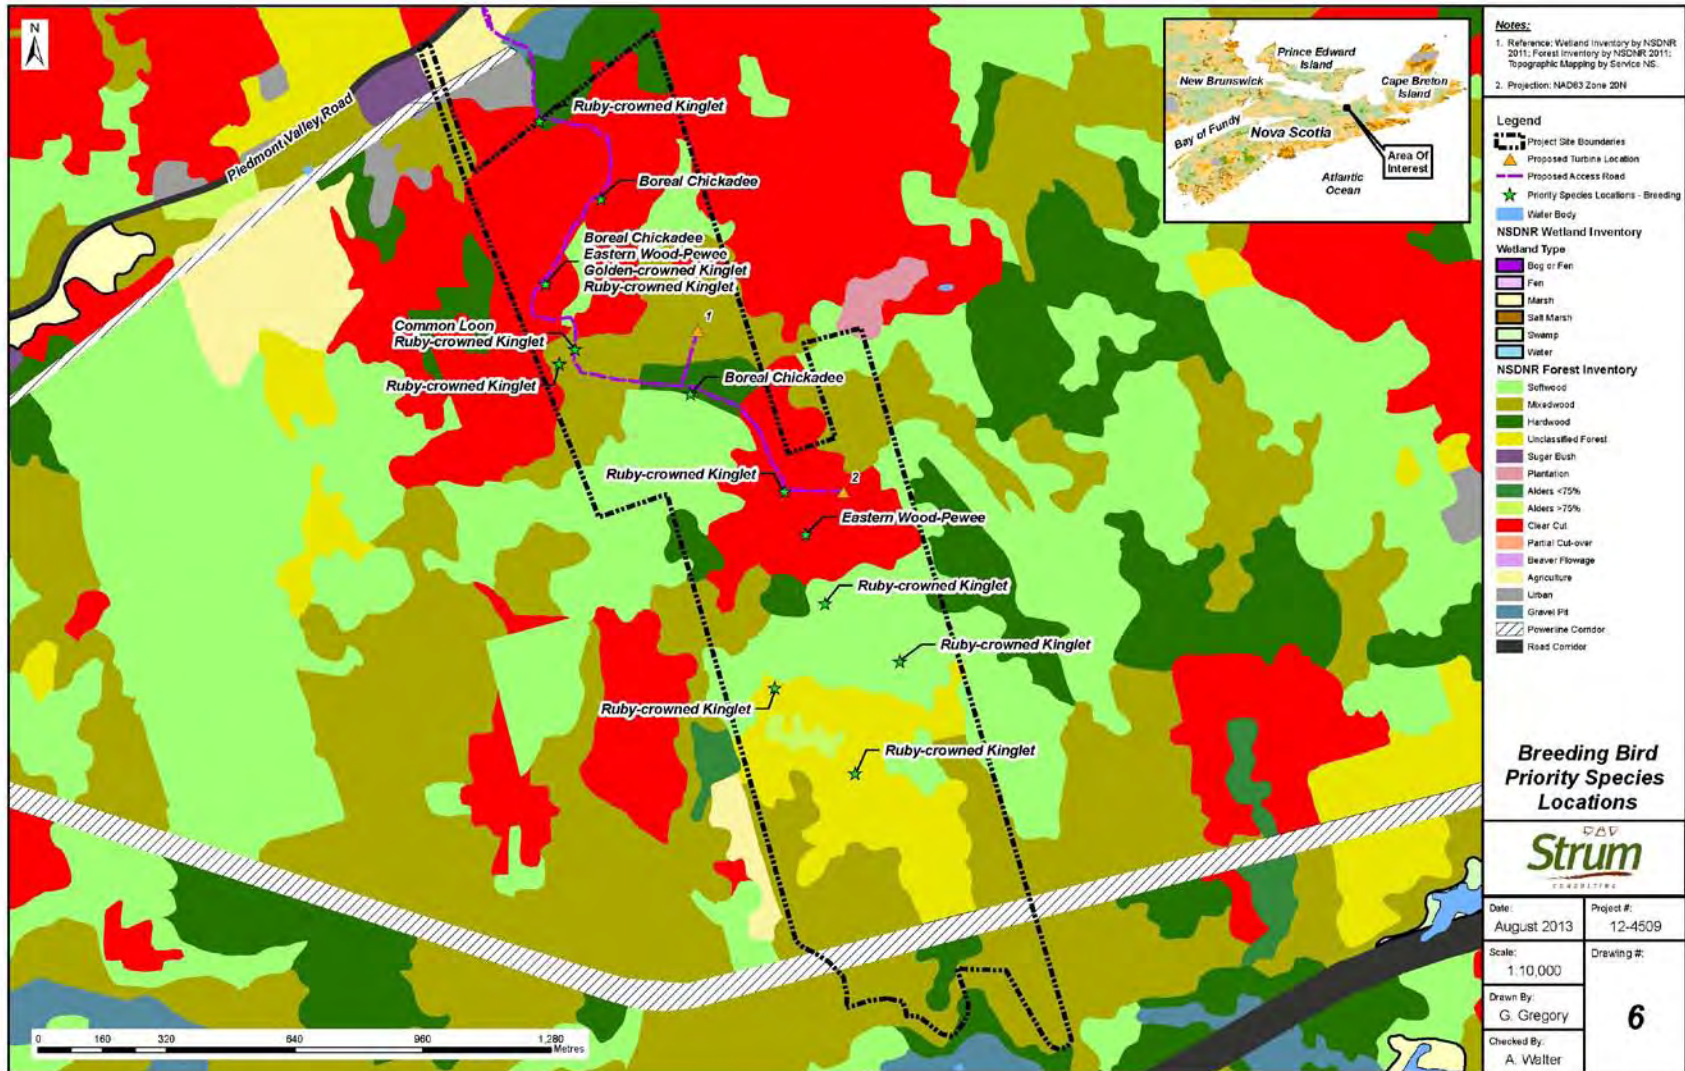 N
Piedmont Valley Road
Ruby-crowned Kinglet
Boreal Chickadee
Boreal Chickadee
Eastern Wood-Pewee
Golden-crowned Kinglet
Ruby-crowned Kinglet
1
Common Loon
Ruby-crowned Kinglet
Ruby-crowned Kinglet
Boreal Chickadee
Ruby-crowned Kinglet
2
Eastern Wood-Pewee
Ruby-crowned Kinglet
Ruby-crowned Kinglet
Ruby-crowned Kinglet
Ruby-crowned Kinglet
0 160 320 640 960 1,280
Metres
Prince Edward
Island
New Brunswick
Cape Breton
Island
Bay of Fundy
Nova Scotia
Area Of
Interest
Atlantic
Ocean
Notes:
1. Reference: Wetland Inventory by NSDNR
2011; Forest Inventory by NSDNR 2011;
Topographic Mapping by Service NS.
2. Projection: NAD83 Zone 20N
Legend
Project Site Boundaries
Proposed Turbine Location
Proposed Access Road
Priority Species Locations - Breeding
Water Body
NSDNR Wetland Inventory
Wetland Type
Bog or Fen
Fen
Marsh
Salt Marsh
Swamp
Water
NSDNR Forest Inventory
Softwood
Mixedwood
Hardwood
Unclassified Forest
Sugar Bush
Plantation
Alders <75%
Alders >75%
Clear Cut
Partial Cut-over
Beaver Flowage
Agriculture
Urban
Gravel Pit
Powerline Corridor
Road Corridor
Breeding Bird
Priority Species
Locations
Strum
CONSULTING
Date:
August 2013
Project #:
12-4509
Scale:
1:10,000
Drawing #:
6
Drawn By:
G. Gregory
Checked By:
A. Walter